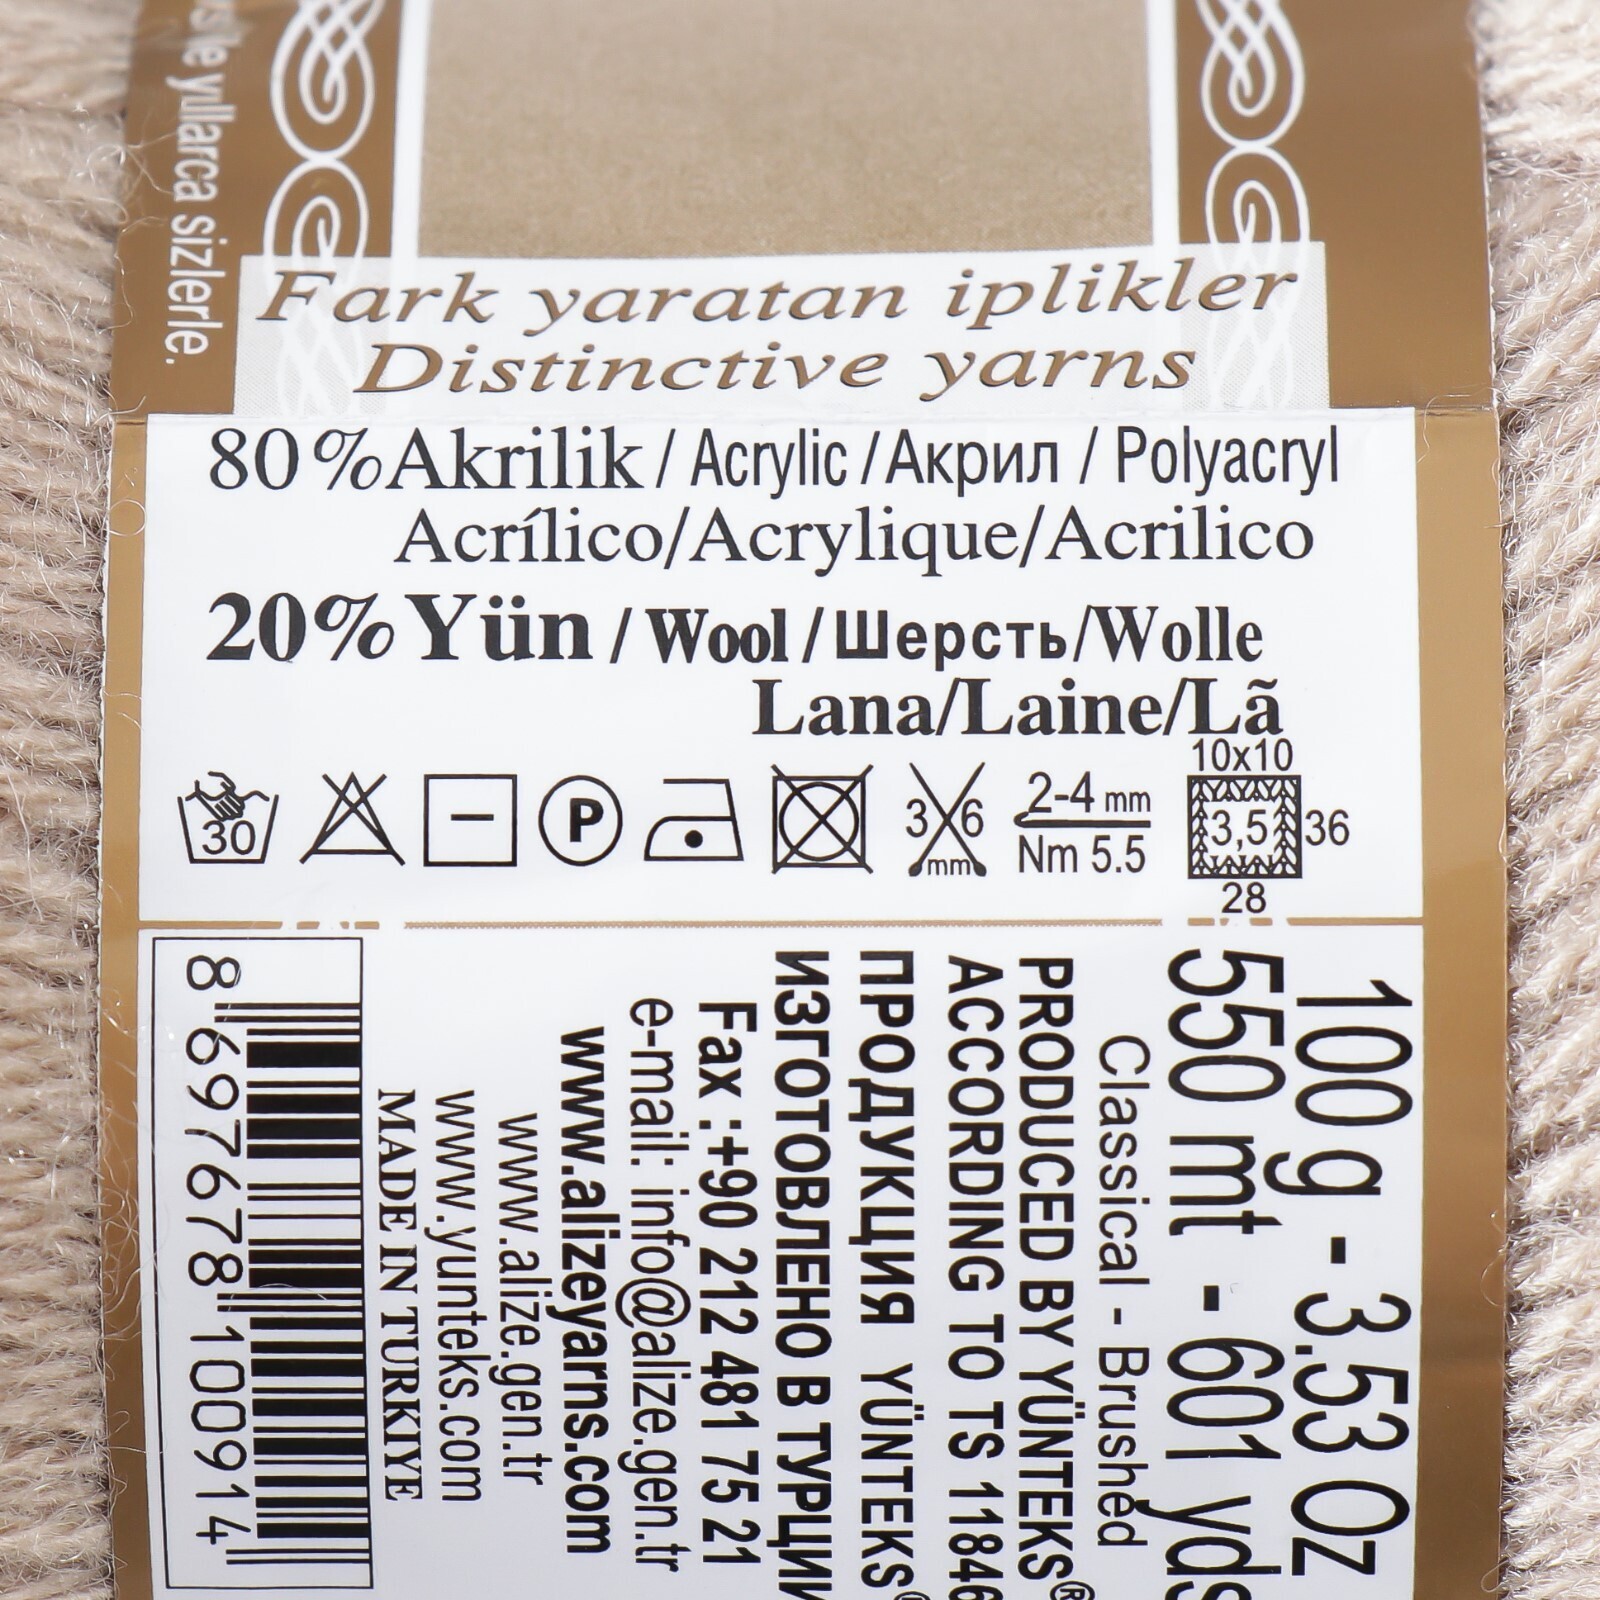 yıllarca sizlerle.
Fark yaratan iplikler
Distinctive yarns
80%Akrilik / Acrylic / Акрил / Polyacryl
Acrílico/Acrylique/Acrilico
20%Yün / Wool / Шерсть/Wolle
Lana/Laine/Lã
30
P
3 6
mm
2-4 mm
Nm 5.5
10x10
3,5 36
28
100 g - 3.53 Oz
550 mt - 601 yds
Classical - Brushed
PRODUCED BY YÜNTEKS®
ACCORDING TO TS 11846
ПРОДУКЦИЯ YÜNTEKS
ИЗГОТОВЛЕНО В ТУРЦИИ
Fax :+90 212 481 75 21
e-mail: info@alize.gen.tr
www.alizeyarns.com
www.alize.gen.tr
www.yunteks.com
MADE IN TURKIYE
8 697678 100914